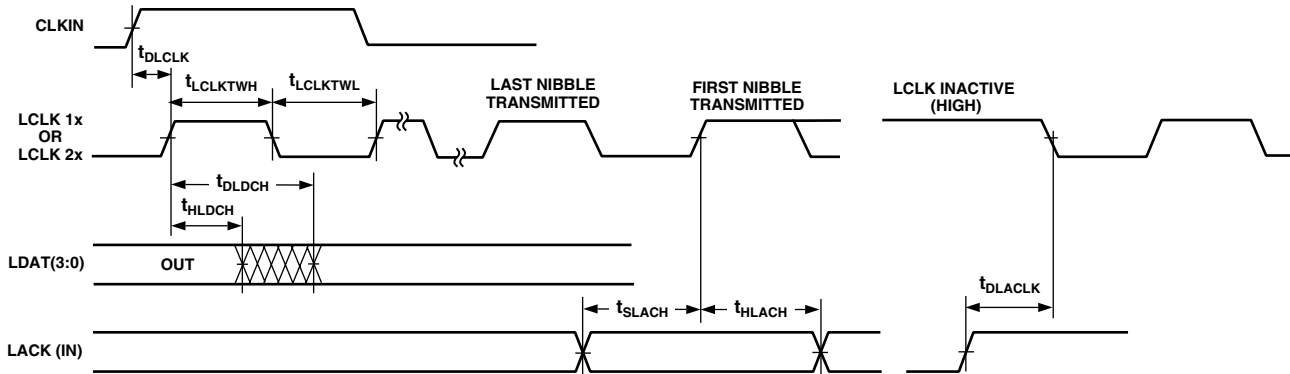 CLKIN
tDLCLK
tLCLKTWH
tLCLKTWL
LAST NIBBLE
TRANSMITTED
FIRST NIBBLE
TRANSMITTED
LCLK INACTIVE
(HIGH)
LCLK 1x
OR
LCLK 2x
tDLDCH
tHLDCH
LDAT(3:0)
OUT
tSLACH
tHLACH
tDLACLK
LACK (IN)